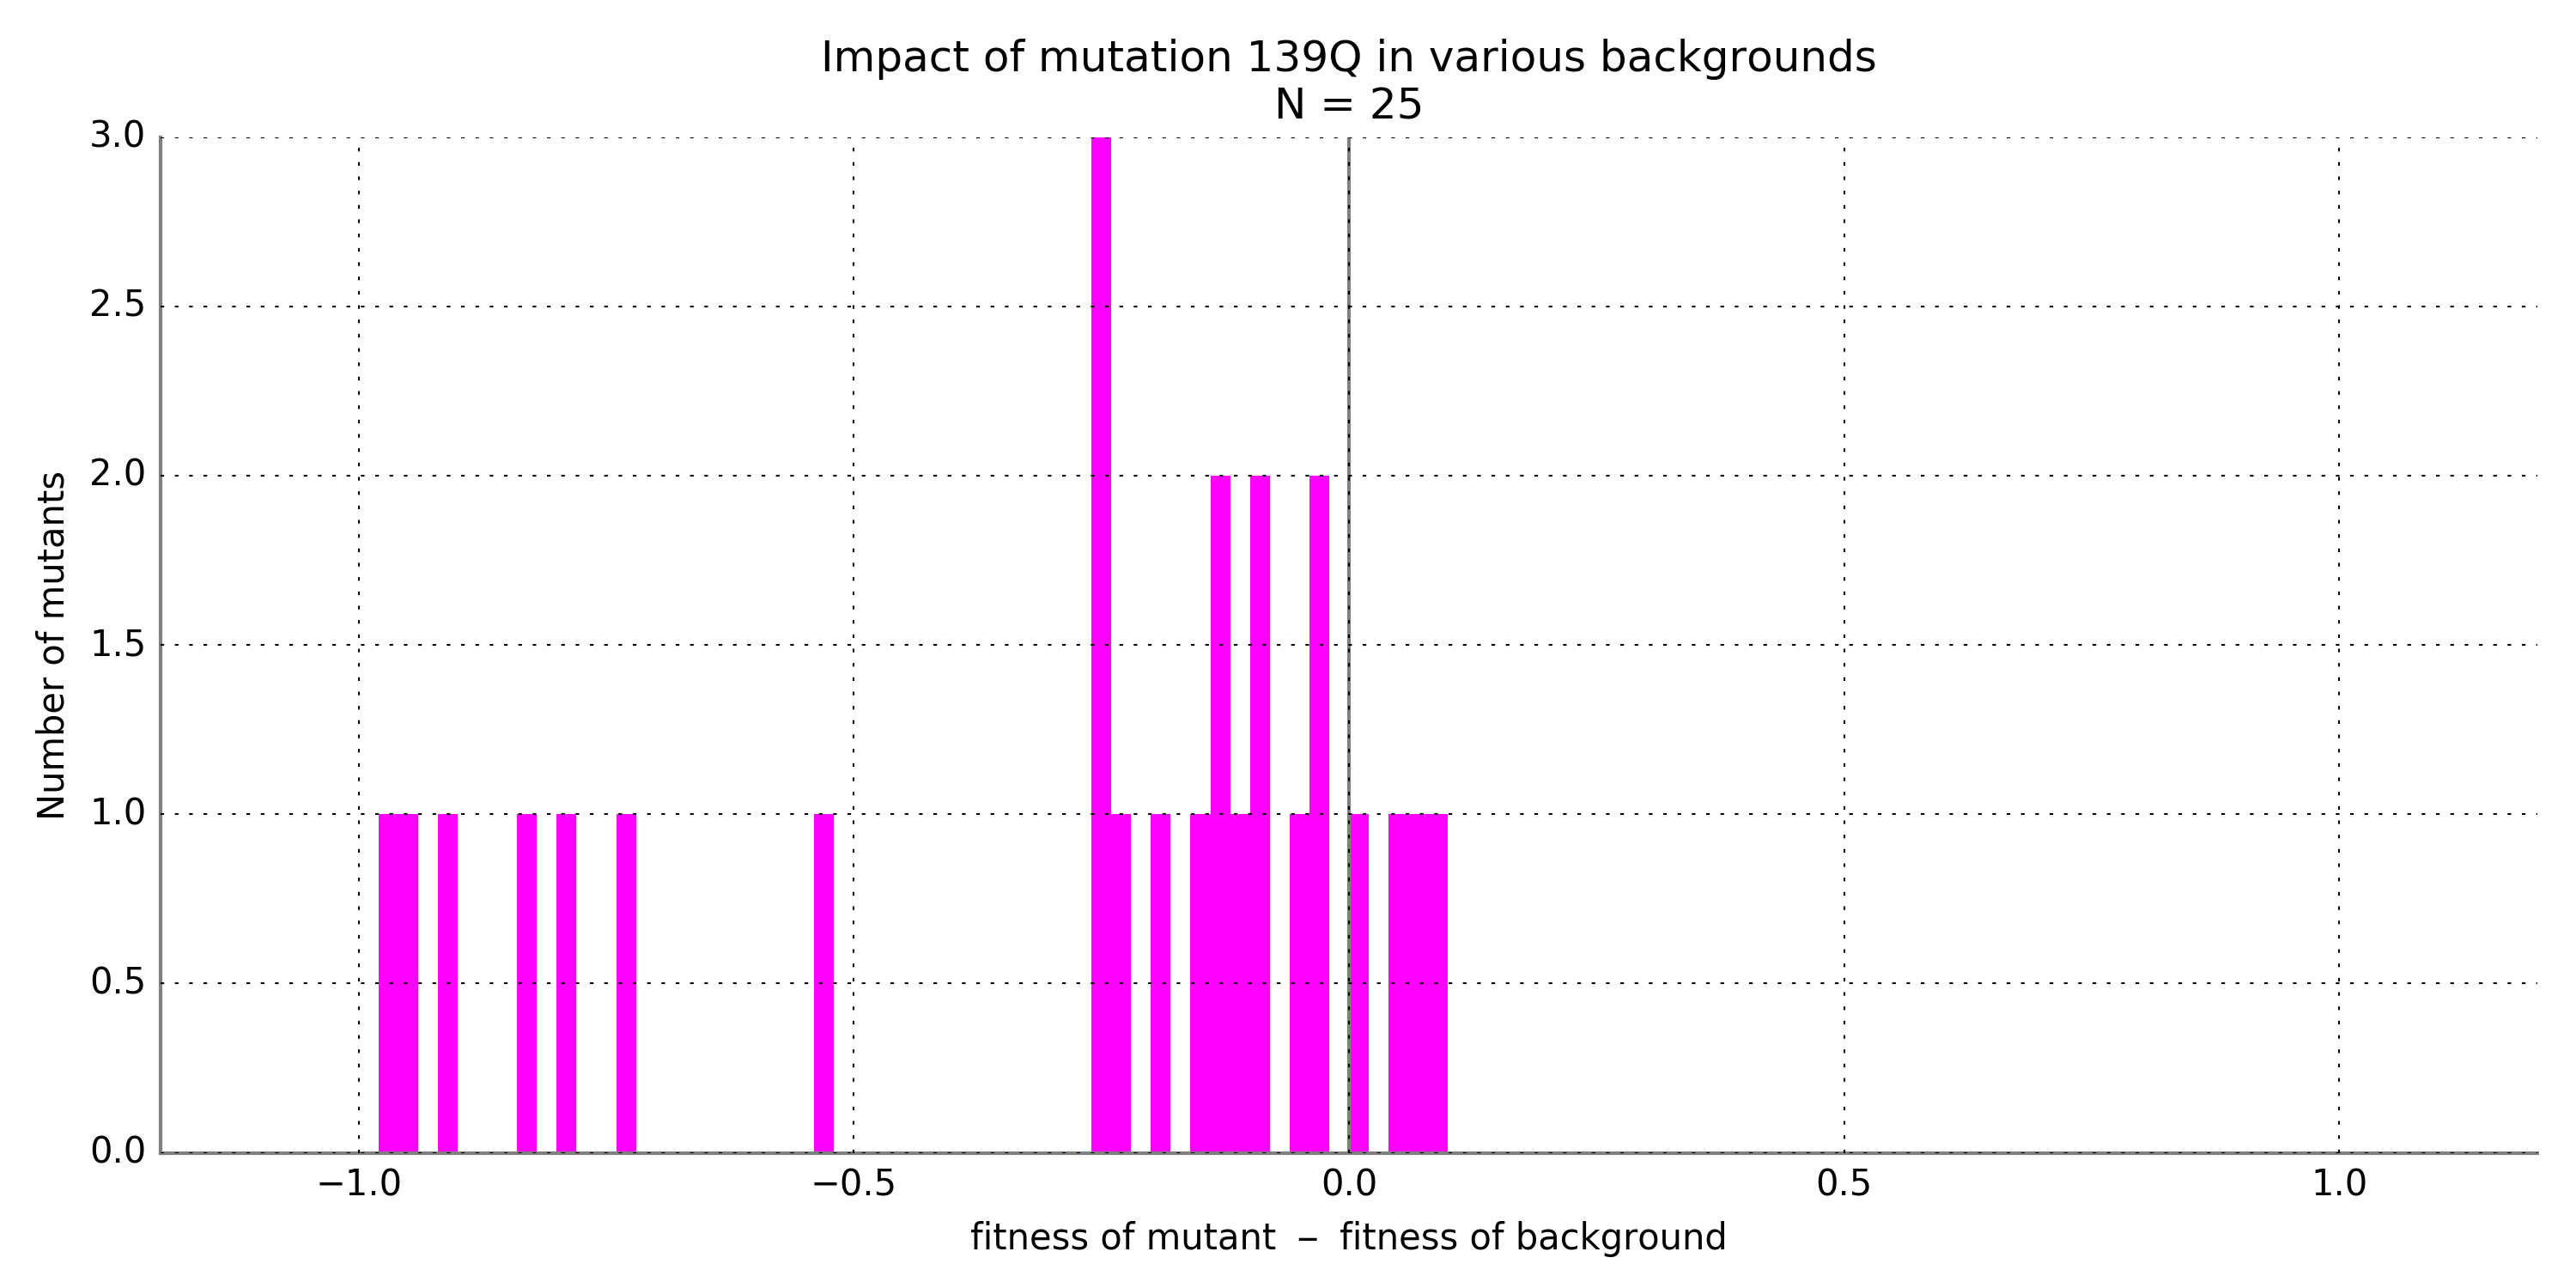 Impact of mutation 139Q in various backgrounds
N = 25
3.0
2.5
2.0
1.5
1.0
0.5
0.0
Number of mutants
−1.0 −0.5 0.0 0.5 1.0
fitness of mutant – fitness of background